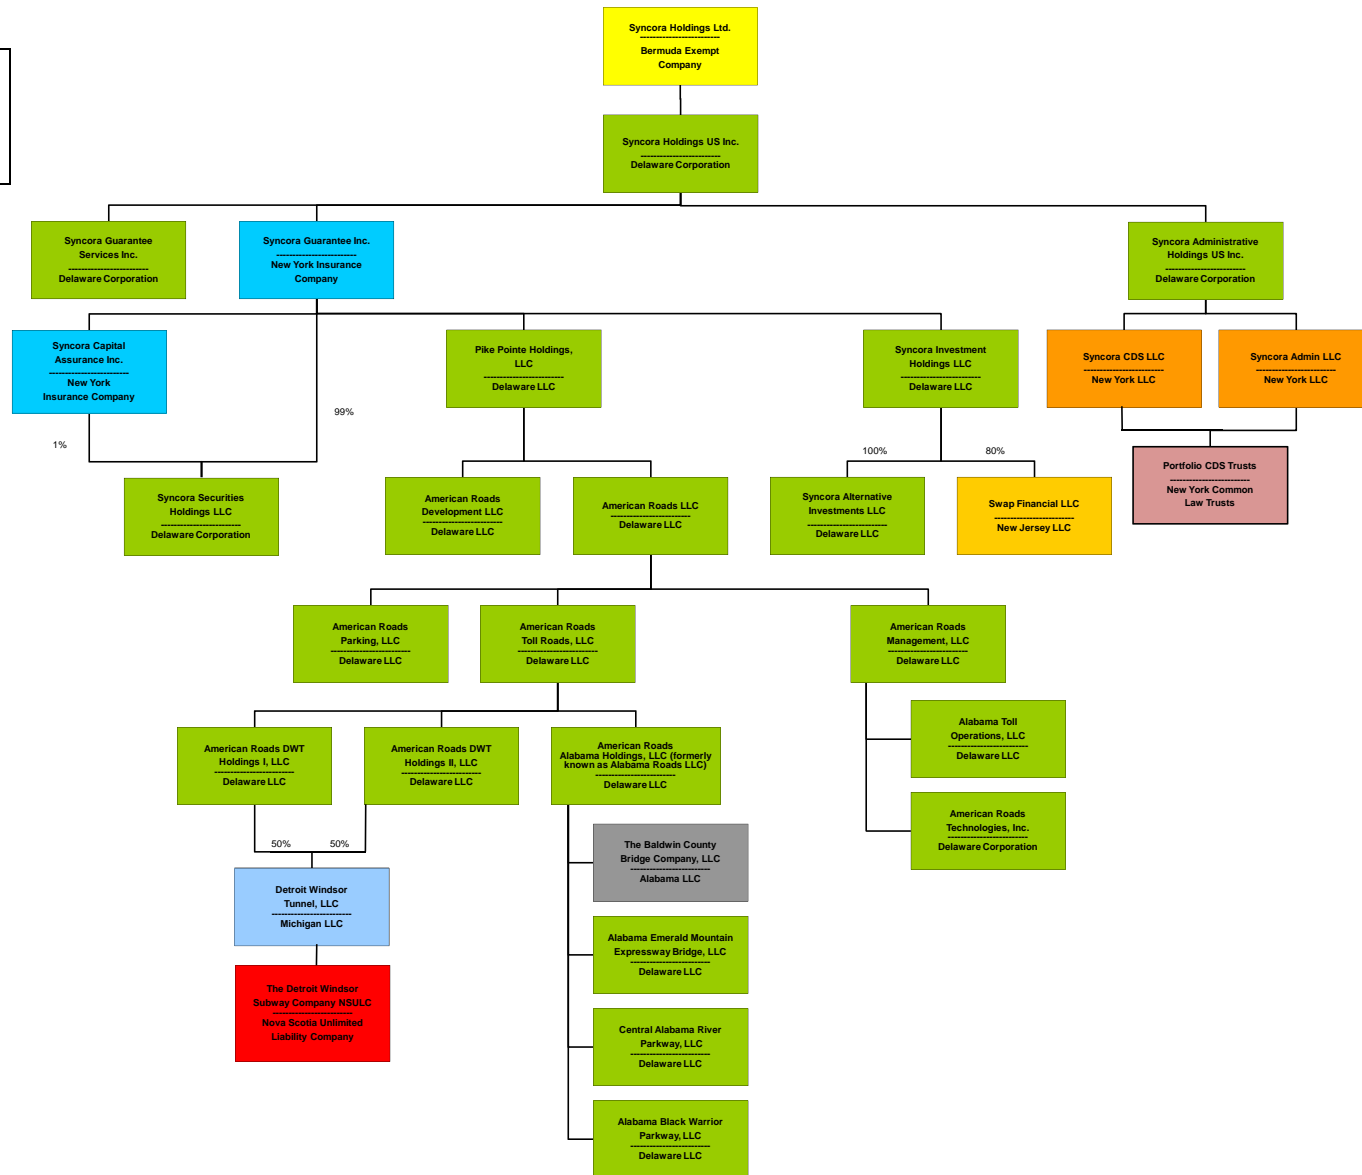 Syncora Holdings Ltd.
-------------------------
Bermuda Exempt
Company
Syncora Holdings US Inc.
-------------------------
Delaware Corporation
Syncora Guarantee
Services Inc.
-------------------------
Delaware Corporation
Syncora Guarantee Inc.
-------------------------
New York Insurance
Company
Syncora Administrative
Holdings US Inc.
-------------------------
Delaware Corporation
Syncora Capital
Assurance Inc.
-------------------------
New York
Insurance Company
Pike Pointe Holdings,
LLC
-------------------------
Delaware LLC
Syncora Investment
Holdings LLC
-------------------------
Delaware LLC
Syncora CDS LLC
-------------------------
New York LLC
Syncora Admin LLC
-------------------------
New York LLC
99%
1%
100%
80%
Syncora Securities
Holdings LLC
-------------------------
Delaware Corporation
American Roads
Development LLC
-------------------------
Delaware LLC
American Roads LLC
-------------------------
Delaware LLC
Syncora Alternative
Investments LLC
-------------------------
Delaware LLC
Swap Financial LLC
-------------------------
New Jersey LLC
Portfolio CDS Trusts
-------------------------
New York Common
Law Trusts
American Roads
Parking, LLC
-------------------------
Delaware LLC
American Roads
Toll Roads, LLC
-------------------------
Delaware LLC
American Roads
Management, LLC
-------------------------
Delaware LLC
American Roads DWT
Holdings I, LLC
-------------------------
Delaware LLC
American Roads DWT
Holdings II, LLC
-------------------------
Delaware LLC
American Roads
Alabama Holdings, LLC (formerly
known as Alabama Roads LLC)
-------------------------
Delaware LLC
Alabama Toll
Operations, LLC
-------------------------
Delaware LLC
American Roads
Technologies, Inc.
-------------------------
Delaware Corporation
50%
50%
The Baldwin County
Bridge Company, LLC
-------------------------
Alabama LLC
Detroit Windsor
Tunnel, LLC
-------------------------
Michigan LLC
Alabama Emerald Mountain
Expressway Bridge, LLC
-------------------------
Delaware LLC
The Detroit Windsor
Subway Company NSULC
-------------------------
Nova Scotia Unlimited
Liability Company
Central Alabama River
Parkway, LLC
-------------------------
Delaware LLC
Alabama Black Warrior
Parkway, LLC
-------------------------
Delaware LLC